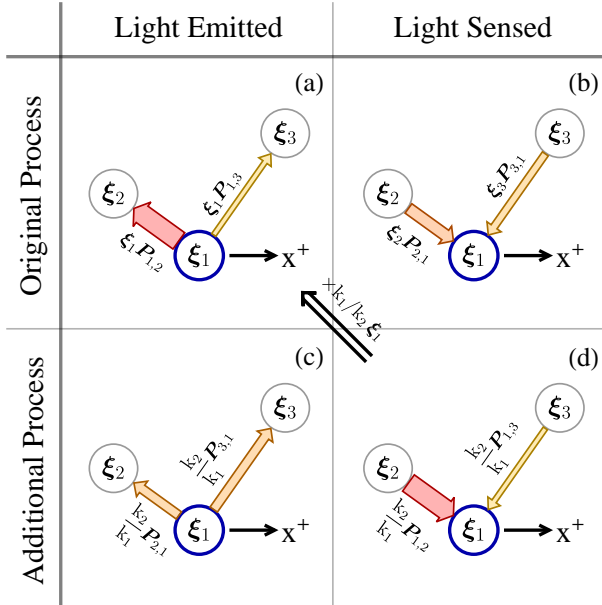 Light Emitted
Light Sensed
Original Process
(a)
ξ₃
ξ₂
ξ₁P₁,₃
ξ₁P₁,₂
ξ₁
x⁺
(b)
ξ₃
ξ₂
ξ₃P₃,₁
ξ₂P₂,₁
ξ₁
x⁺
×k₁/k₂ ξ₁
Additional Process
(c)
ξ₃
ξ₂
k₂/k₁ P₃,₁
k₂/k₁ P₂,₁
ξ₁
x⁺
(d)
ξ₃
ξ₂
k₂/k₁ P₁,₃
k₂/k₁ P₁,₂
ξ₁
x⁺